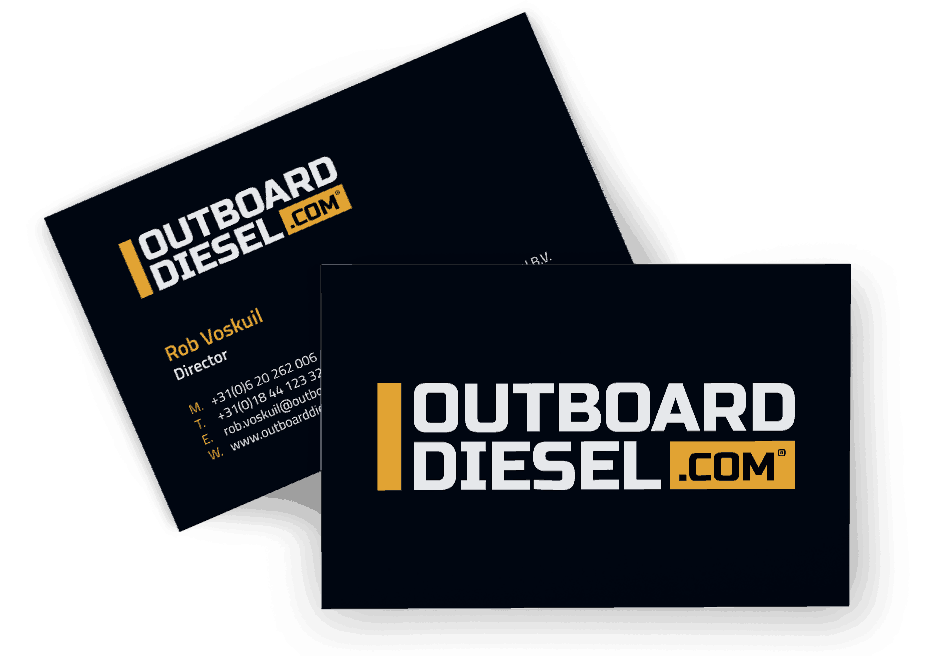 OUTBOARD
DIESEL .COM®
B.V.
Rob Voskuil
Director
M. +31(0)6 20 262 006
T. +31(0)18 44 123 32
E. rob.voskuil@outbo
W. www.outboarddie
OUTBOARD
DIESEL .COM®